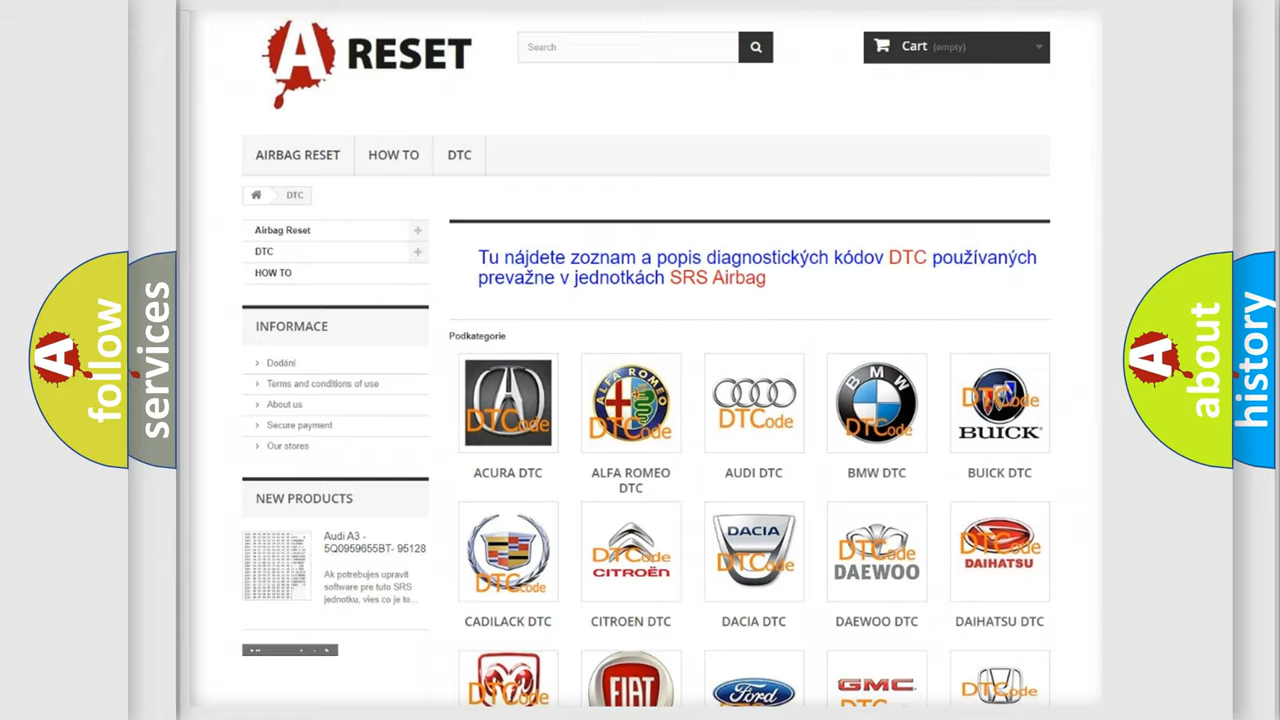 A RESET
Search
Cart (empty)
AIRBAG RESET
HOW TO
DTC
DTC
Airbag Reset
DTC
HOW TO
INFORMACE
Dodání
Terms and conditions of use
About us
Secure payment
Our stores
NEW PRODUCTS
Audi A3 -
5Q0959655BT- 95128
Ak potrebujes upravit
software pre tuto SRS
jednotku, vies co je to...
Tu nájdete zoznam a popis diagnostických kódov DTC používaných
prevažne v jednotkách SRS Airbag
Podkategorie
DTCode
ALFA ROMEO
DTCode
DTCode
BMW
DTCode
DTCode
BUICK
ACURA DTC
ALFA ROMEO
DTC
AUDI DTC
BMW DTC
BUICK DTC
DTCode
DTCode
CITROËN
DACIA
DTCode
DTCode
DAEWOO
DTCode
DAIHATSU
CADILACK DTC
CITROEN DTC
DACIA DTC
DAEWOO DTC
DAIHATSU DTC
DTCode
FIAT
Ford
DTCode
GMC
DTCode
A follow
services
A about
history